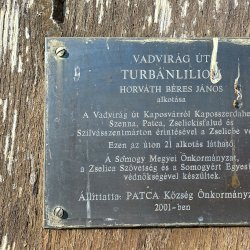 VADVIRÁG ÚT
TURBÁNLILIOM
HORVÁTH BÉRES JÁNOS
alkotása
A Vadvirág út Kaposvárról Kaposszerdahe
Szenna, Patca, Zselickisfalud és
Szilvásszentmárton érintésével a Zselicbe ve
Ezen az úton 21 alkotás látható
A Somogy Megyei Önkormányzat,
a Zselica Szövetség és a Somogyért Egyesü
védnökségével készültek.
Állíttatta: PATCA Község Önkormányz
2001-ben